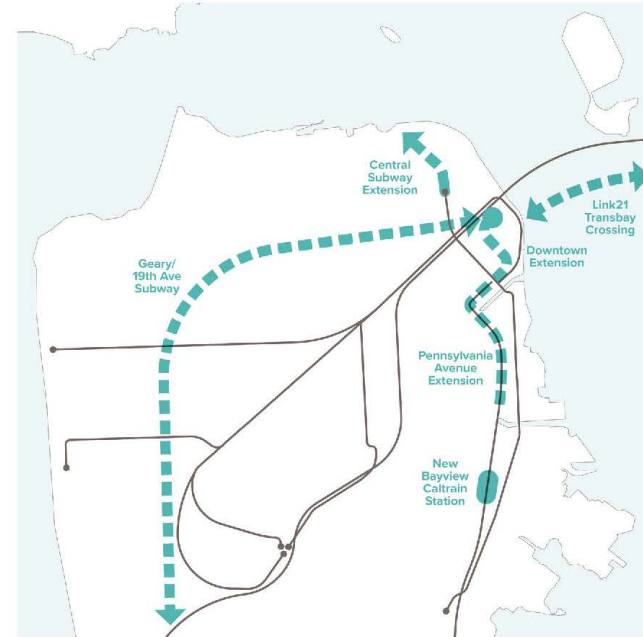 Central
Subway
Extension
Link21
Transbay
Crossing
Geary/
19th Ave
Subway
Downtown
Extension
Pennsylvania
Avenue
Extension
New
Bayview
Caltrain
Station